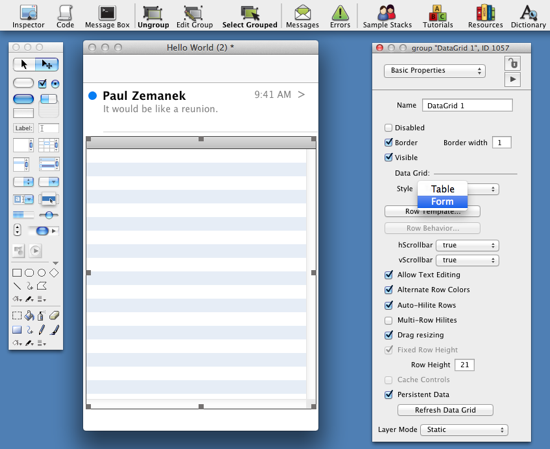 Inspector Code Message Box Ungroup Edit Group Select Grouped Messages Errors Sample Stacks Tutorials Resources Dictionary
Hello World (2) *
Paul Zemanek 9:41 AM >
It would be like a reunion.
Label:
group "DataGrid 1", ID 1057
Basic Properties
Name DataGrid 1
Disabled
Border Border width 1
Visible
Data Grid:
Style Table
Form
Row Template...
Row Behavior...
hScrollbar true
vScrollbar true
Allow Text Editing
Alternate Row Colors
Auto-Hilite Rows
Multi-Row Hilites
Drag resizing
Fixed Row Height
Row Height 21
Cache Controls
Persistent Data
Refresh Data Grid
Layer Mode Static